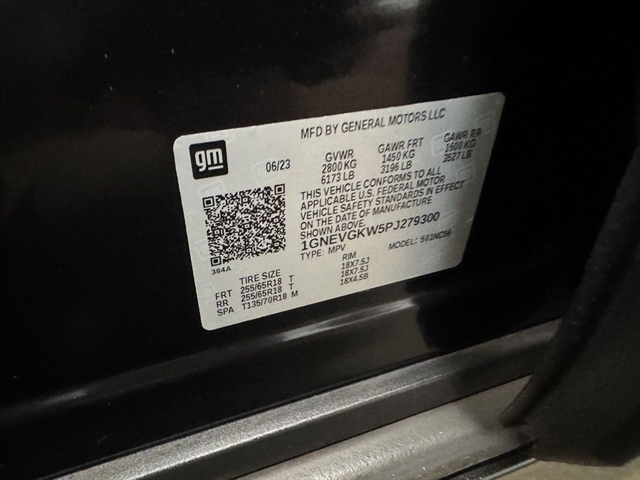 MFD BY GENERAL MOTORS LLC
gm
06/23
GVWR GAWR FRT GAWR RR
2800 KG 1450 KG 1600 KG
6173 LB 3196 LB 3527 LB
THIS VEHICLE CONFORMS TO ALL
APPLICABLE U.S. FEDERAL MOTOR
VEHICLE SAFETY STANDARDS IN EFFECT
ON THE DATE OF MANUFACTURE
SHOWN ABOVE.
1GNEVGKW5PJ279300
TYPE: MPV MODEL: 501NC56
384A
TIRE SIZE RIM
FRT 255/65R18 T 18X7.5J
RR 255/65R18 T 18X7.5J
SPA T135/70R18 M 18X4.5B